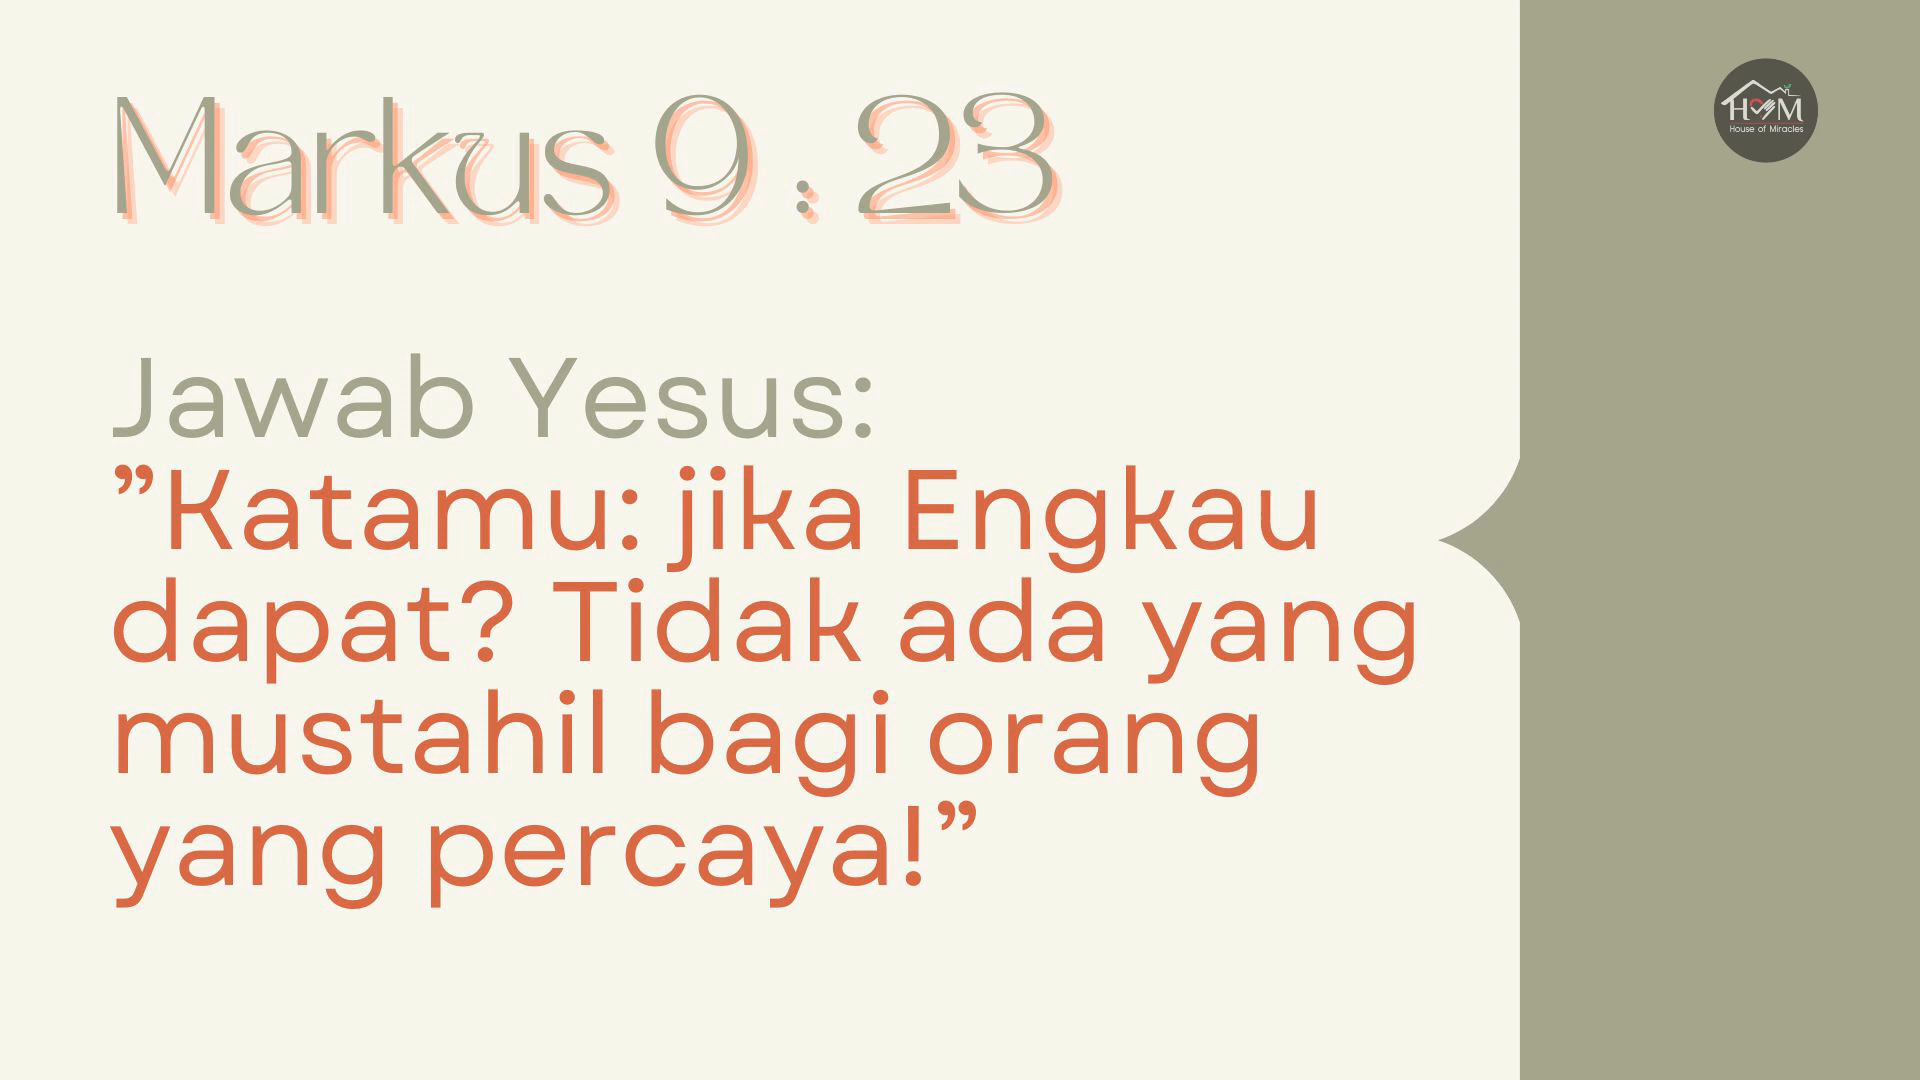 Markus 9 : 23
HOM
House of Miracles
Jawab Yesus:
”Katamu: jika Engkau
dapat? Tidak ada yang
mustahil bagi orang
yang percaya!”